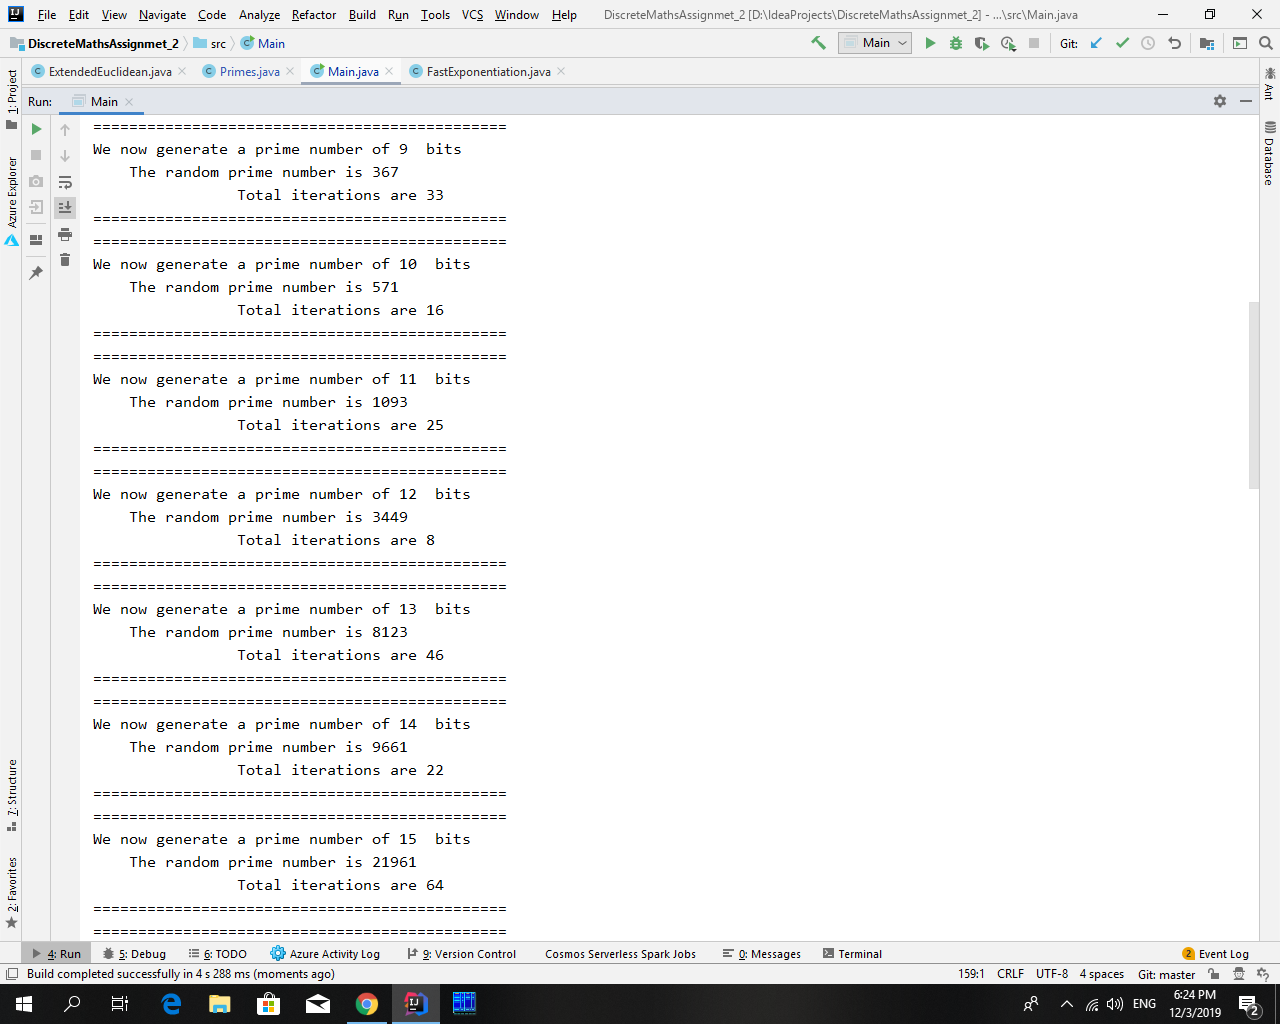 File Edit View Navigate Code Analyze Refactor Build Run Tools VCS Window Help DiscreteMathsAssignmet_2 [D:\IdeaProjects\DiscreteMathsAssignmet_2] - ...\src\Main.java
DiscreteMathsAssignmet_2 src Main Main Git:
ExtendedEuclidean.java Primes.java Main.java FastExponentiation.java
Run: Main
1: Project
Azure Explorer
7: Structure
2: Favorites
Ant
Database
==============================================
We now generate a prime number of 9  bits
    The random prime number is 367
                Total iterations are 33
==============================================
==============================================
We now generate a prime number of 10  bits
    The random prime number is 571
                Total iterations are 16
==============================================
==============================================
We now generate a prime number of 11  bits
    The random prime number is 1093
                Total iterations are 25
==============================================
==============================================
We now generate a prime number of 12  bits
    The random prime number is 3449
                Total iterations are 8
==============================================
==============================================
We now generate a prime number of 13  bits
    The random prime number is 8123
                Total iterations are 46
==============================================
==============================================
We now generate a prime number of 14  bits
    The random prime number is 9661
                Total iterations are 22
==============================================
==============================================
We now generate a prime number of 15  bits
    The random prime number is 21961
                Total iterations are 64
==============================================
==============================================
4: Run 5: Debug 6: TODO Azure Activity Log 9: Version Control Cosmos Serverless Spark Jobs 0: Messages Terminal 2 Event Log
Build completed successfully in 4 s 288 ms (moments ago) 159:1 CRLF UTF-8 4 spaces Git: master
ENG 6:24 PM
12/3/2019 2